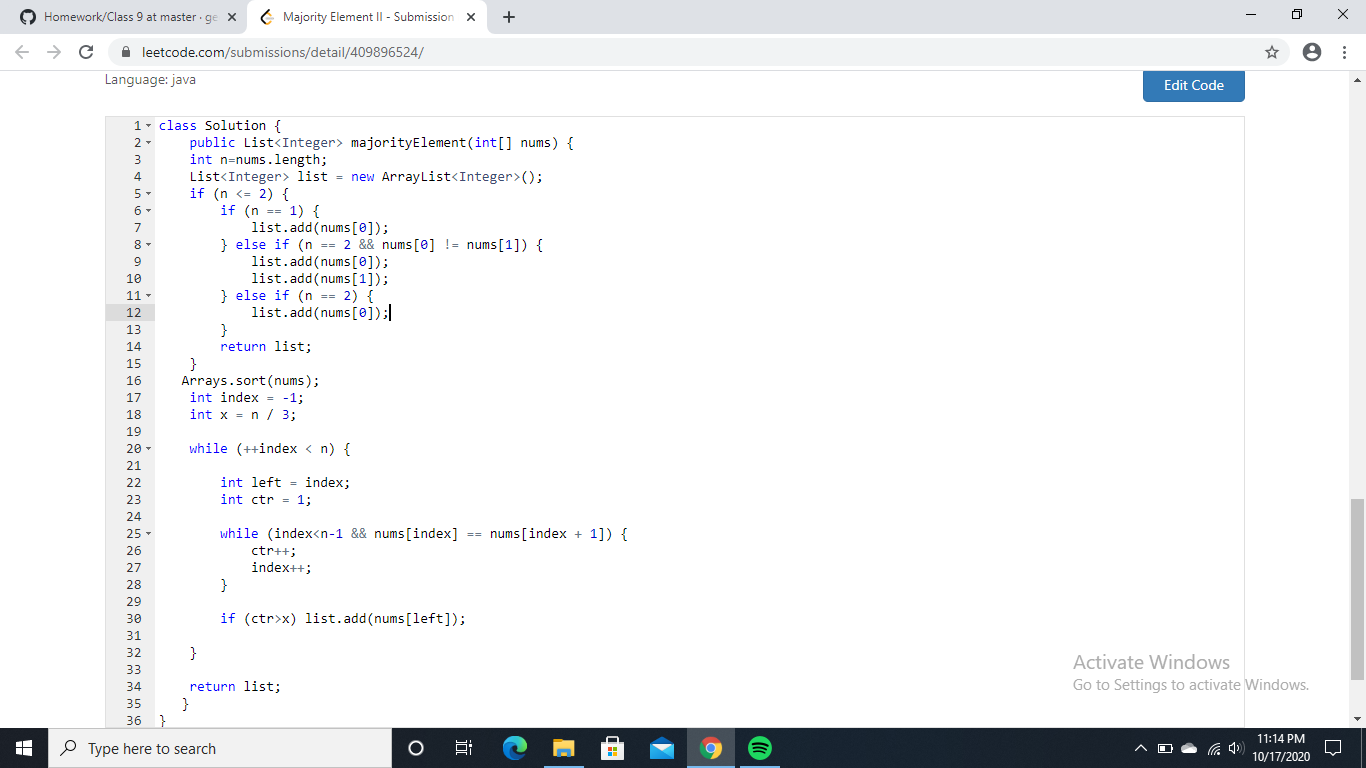 Homework/Class 9 at master · ge
Majority Element II - Submission
leetcode.com/submissions/detail/409896524/
Language: java
Edit Code
1 class Solution {
2 public List<Integer> majorityElement(int[] nums) {
3 int n=nums.length;
4 List<Integer> list = new ArrayList<Integer>();
5 if (n <= 2) {
6 if (n == 1) {
7 list.add(nums[0]);
8 } else if (n == 2 && nums[0] != nums[1]) {
9 list.add(nums[0]);
10 list.add(nums[1]);
11 } else if (n == 2) {
12 list.add(nums[0]);
13 }
14 return list;
15 }
16 Arrays.sort(nums);
17 int index = -1;
18 int x = n / 3;
19
20 while (++index < n) {
21
22 int left = index;
23 int ctr = 1;
24
25 while (index<n-1 && nums[index] == nums[index + 1]) {
26 ctr++;
27 index++;
28 }
29
30 if (ctr>x) list.add(nums[left]);
31
32 }
33
34 return list;
35 }
36 }
Activate Windows
Go to Settings to activate Windows.
Type here to search
11:14 PM
10/17/2020